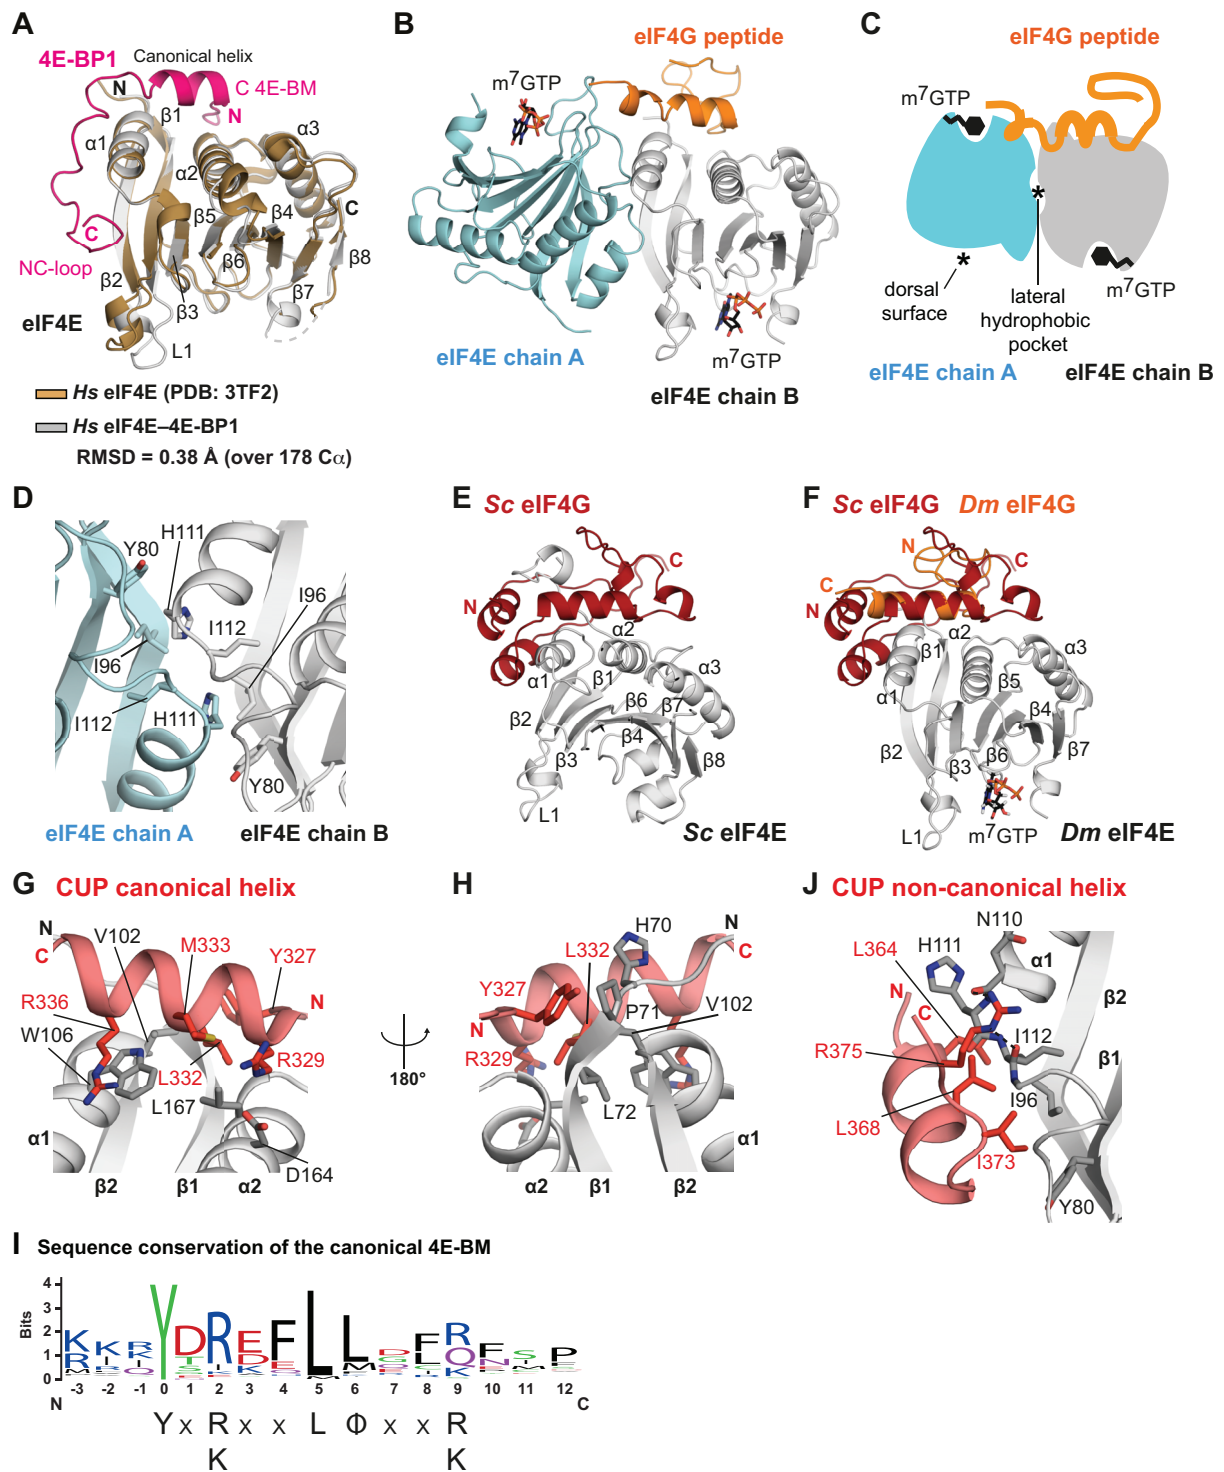 A
4E-BP1
Canonical helix
N
C 4E-BM
N
β1
α1
α3
α2
β5
β4
C
C
β6
β8
NC-loop
β2
β7
β3
eIF4E
L1
Hs eIF4E (PDB: 3TF2)
Hs eIF4E–4E-BP1
RMSD = 0.38 Å (over 178 Cα)
B
eIF4G peptide
m7GTP
m7GTP
eIF4E chain A
eIF4E chain B
C
eIF4G peptide
m7GTP
*
*
m7GTP
dorsal
surface
lateral
hydrophobic
pocket
eIF4E chain A
eIF4E chain B
D
H111
Y80
I96
I112
I96
I112
H111
Y80
eIF4E chain A
eIF4E chain B
E
Sc eIF4G
C
N
α2
α1
β1
α3
β6
β7
β2
β4
β3
β8
L1
Sc eIF4E
F
Sc eIF4G Dm eIF4G
N
C
C
N
α2
β1
α3
α1
β5
β4
β2
β6
β7
β3
L1
m7GTP
Dm eIF4E
G CUP canonical helix
N
C
V102
M333
Y327
R336
N
W106
R329
L332
L167
α1
D164
β2 β1 α2
180°
H
H70
N
C
L332
Y327
P71
V102
N
R329
L72
α1
α2 β1 β2
J CUP non-canonical helix
N110
H111
L364
α1
N
C
β2
I112
R375
β1
I96
L368
I373
Y80
I Sequence conservation of the canonical 4E-BM
Bits
4
3
2
1
0
-3 -2 -1 0 1 2 3 4 5 6 7 8 9 10 11 12
N
C
Y x R x x L Φ x x R
K K